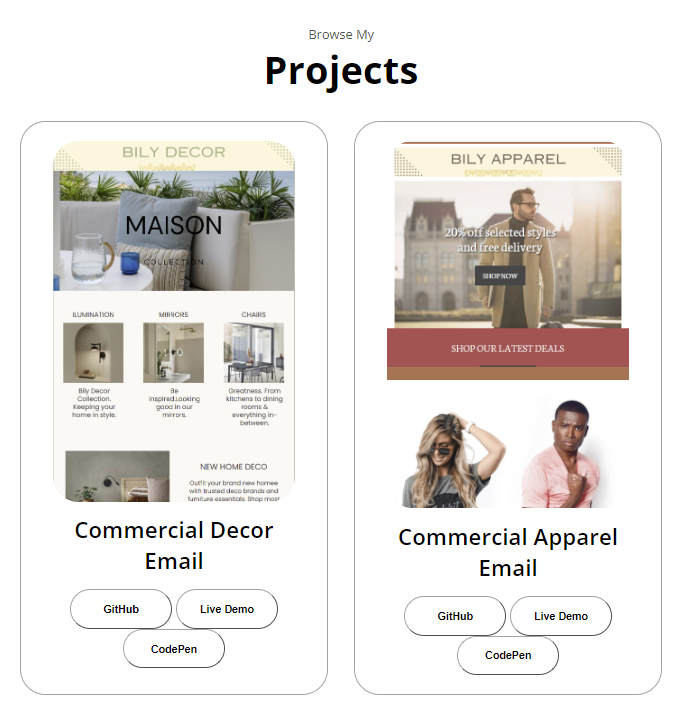 Browse My
Projects
BILY DECOR
MAISON
COLLECTION
ILUMINATION
MIRRORS
CHAIRS
Bily Decor
Collection.
Keeping your
home in style.
Be
inspired.Looking
good in our
mirrors.
Greatness. From
kitchens to dining
rooms &
everything in-
between.
NEW HOME DECO
Outfit your brand new homee
with trusted deco brands and
furniture essentials. Shop most
Commercial Decor
Email
GitHub
Live Demo
CodePen
BILY APPAREL
20% off selected styles
and free delivery
SHOP NOW
SHOP OUR LATEST DEALS
Commercial Apparel
Email
GitHub
Live Demo
CodePen